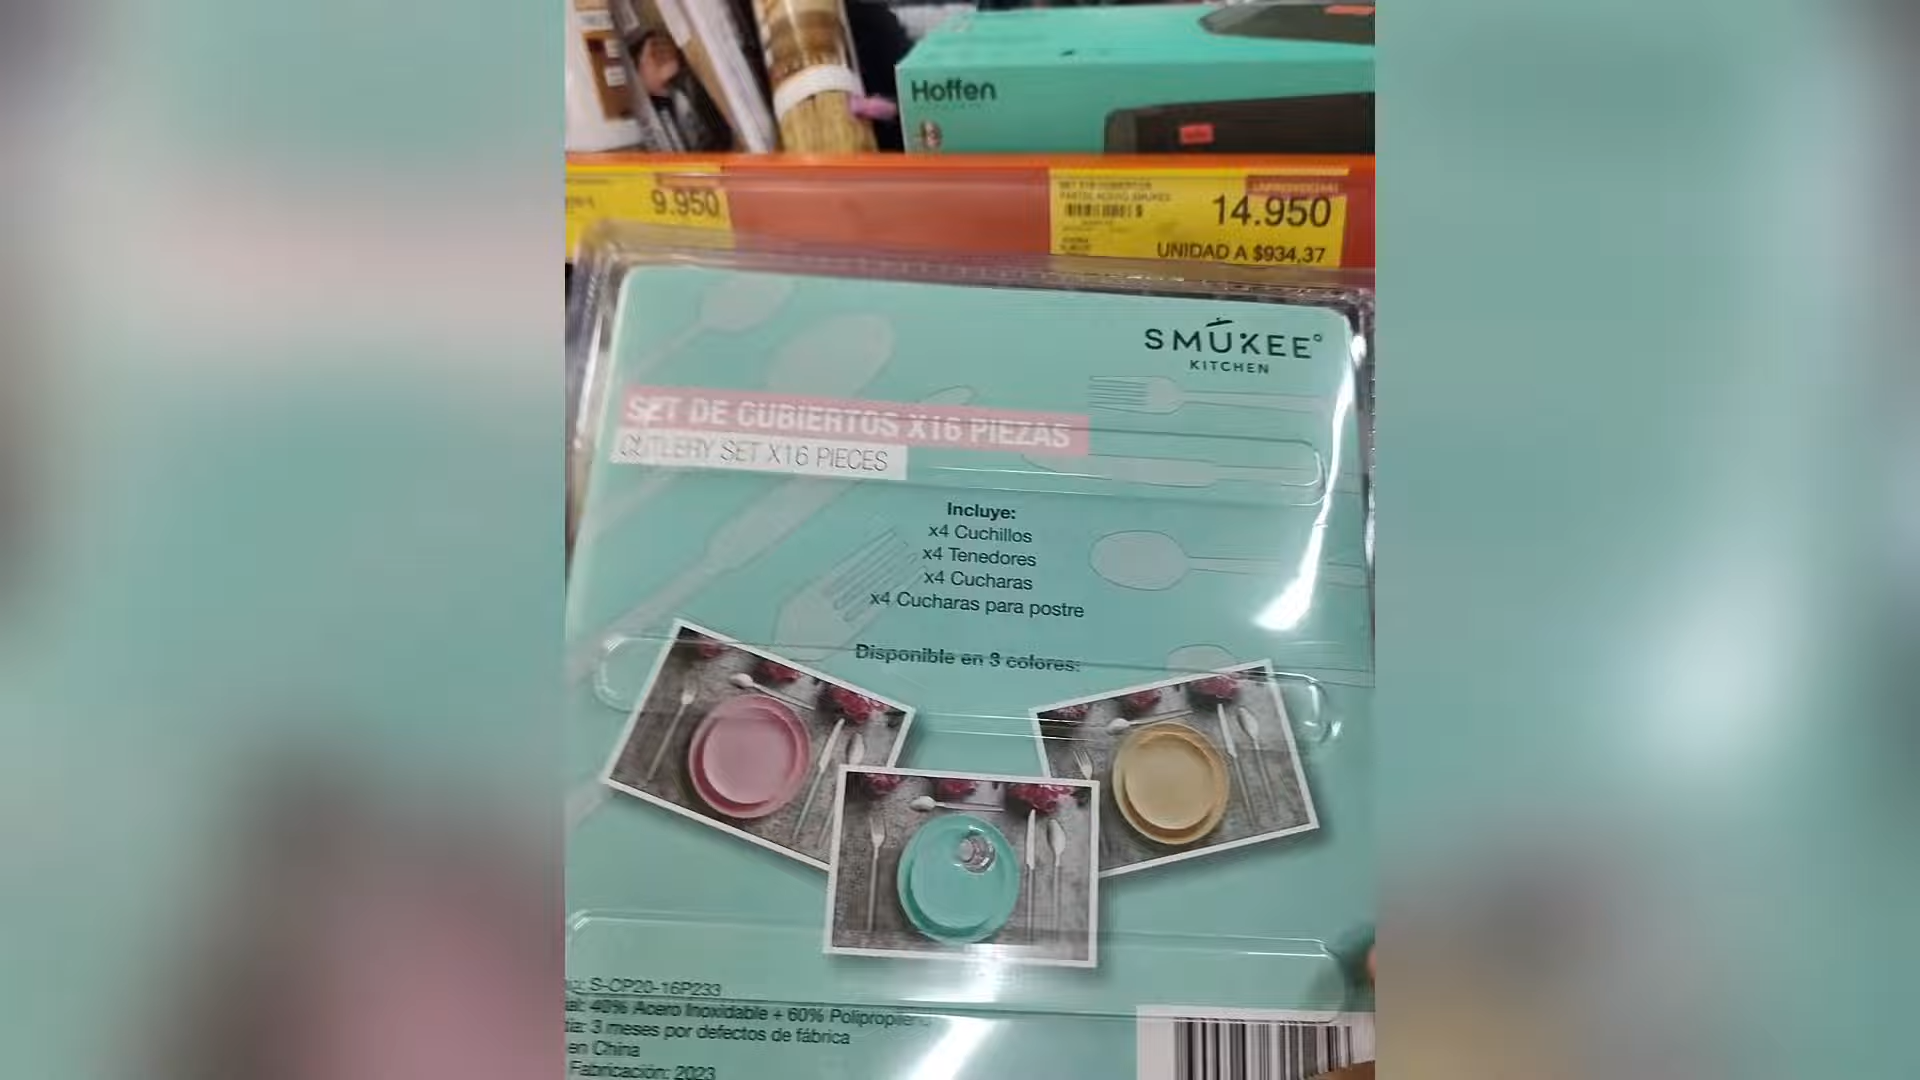 Hoffen
9.950
14.950
UNIDAD A $934,37
SMUKEE
KITCHEN
SET DE CUBIERTOS X16 PIEZAS
CUTLERY SET X16 PIECES
Incluye:
x4 Cuchillos
x4 Tenedores
x4 Cucharas
x4 Cucharas para postre
Disponible en 3 colores:
S-CP20-16P233
40% Acero Inoxidable + 60% Polipropileno
3 meses por defectos de fábrica
en China
Fabricación: 2023